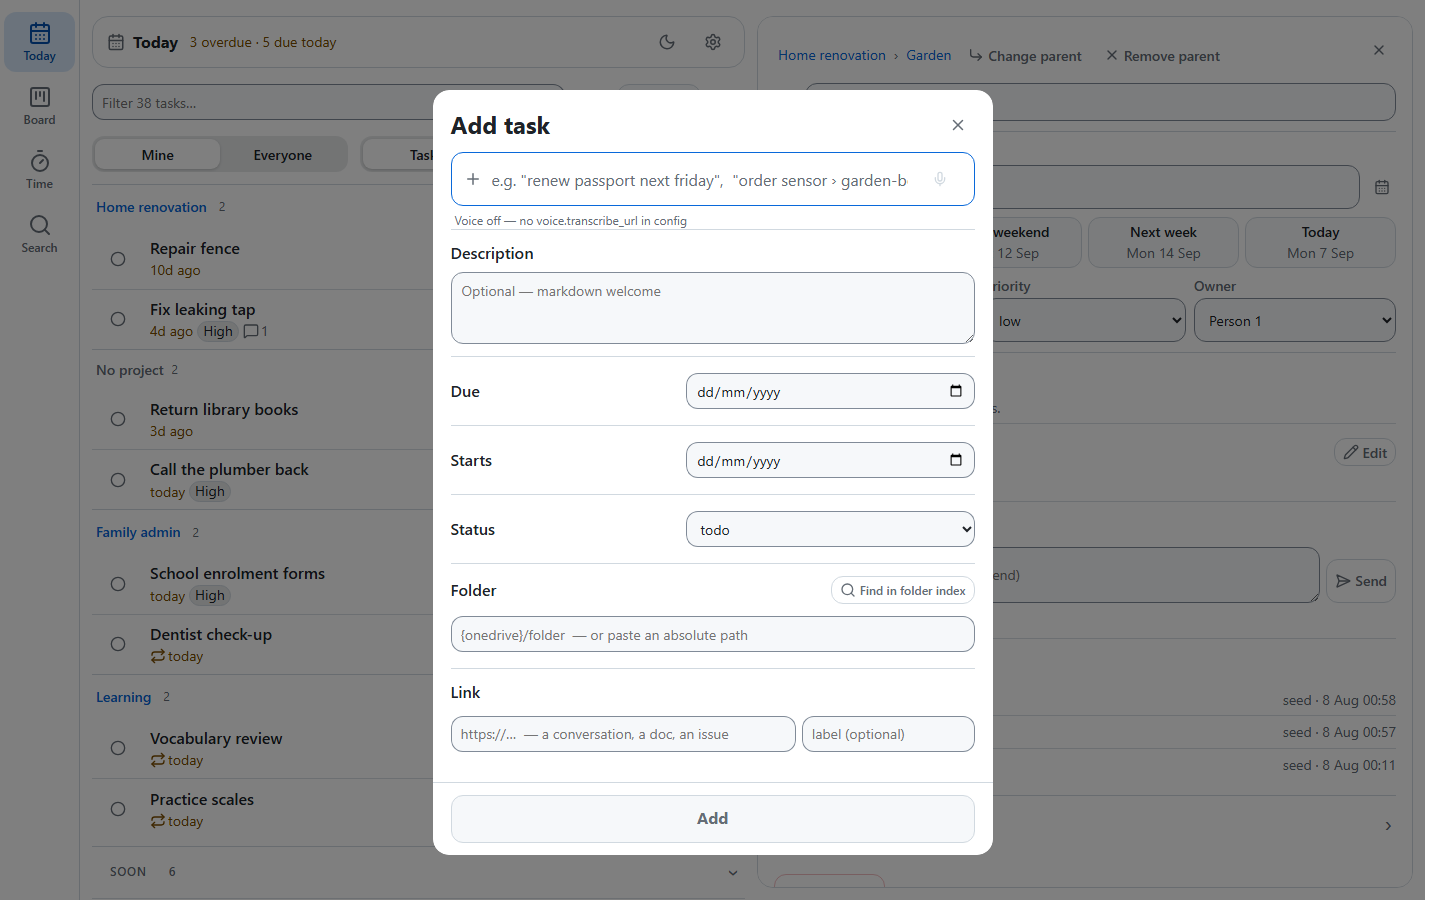 Today
Board
Time
Search
Today 3 overdue · 5 due today
Filter 38 tasks...
Mine Everyone
Home renovation 2
Repair fence
10d ago
Fix leaking tap
4d ago High 1
No project 2
Return library books
3d ago
Call the plumber back
today High
Family admin 2
School enrolment forms
today High
Dentist check-up
today
Learning 2
Vocabulary review
today
Practice scales
today
SOON 6
Add task
e.g. "renew passport next friday", "order sensor › garden-b
Voice off — no voice.transcribe_url in config
Description
Optional — markdown welcome
Due dd/mm/yyyy
Starts dd/mm/yyyy
Status todo
Folder Find in folder index
{onedrive}/folder — or paste an absolute path
Link
https://... — a conversation, a doc, an issue label (optional)
Add
Home renovation › Garden Change parent Remove parent
weekend Next week Today
12 Sep Mon 14 Sep Mon 7 Sep
Owner
low Person 1
Edit
Send
seed · 8 Aug 00:58
seed · 8 Aug 00:57
seed · 8 Aug 00:11